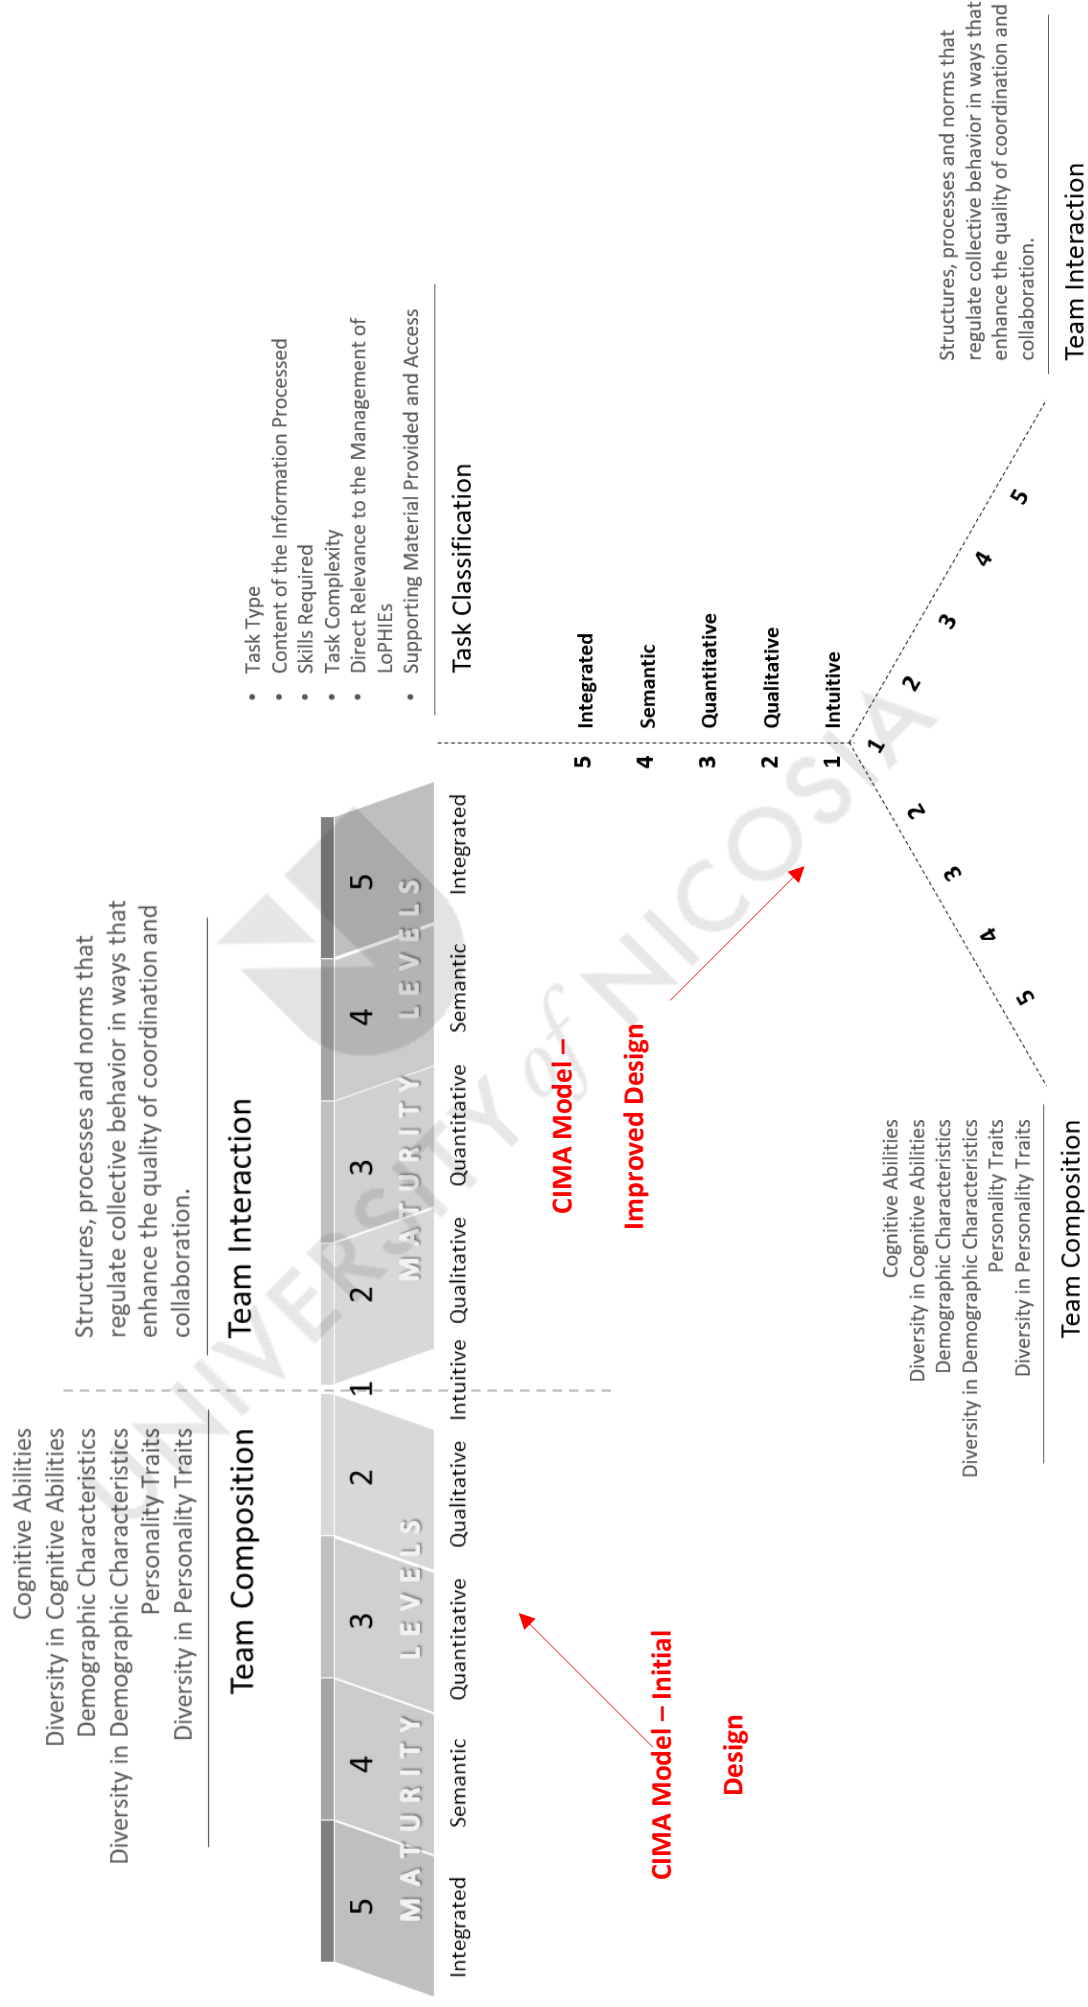 Cognitive Abilities
Diversity in Cognitive Abilities
Demographic Characteristics
Diversity in Demographic Characteristics
Personality Traits
Diversity in Personality Traits
Team Composition
Structures, processes and norms that
regulate collective behavior in ways that
enhance the quality of coordination and
collaboration.
Team Interaction
5 4 3 2 1 2 3 4 5
MATURITY LEVELS MATURITY LEVELS
Integrated Semantic Quantitative Qualitative Intuitive Qualitative Quantitative Semantic Integrated
CIMA Model – Initial
Design
CIMA Model –
Improved Design
• Task Type
• Content of the Information Processed
• Skills Required
• Task Complexity
• Direct Relevance to the Management of
LoPHIEs
• Supporting Material Provided and Access
Task Classification
5 Integrated
4 Semantic
3 Quantitative
2 Qualitative
1 Intuitive
1
2
3
4
5
2
3
4
5
Cognitive Abilities
Diversity in Cognitive Abilities
Demographic Characteristics
Diversity in Demographic Characteristics
Personality Traits
Diversity in Personality Traits
Team Composition
Structures, processes and norms that
regulate collective behavior in ways that
enhance the quality of coordination and
collaboration.
Team Interaction
UNIVERSITY of NICOSIA